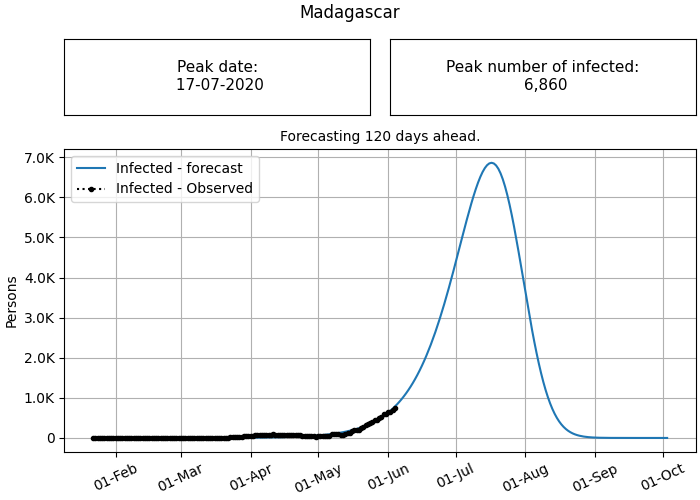 Madagascar
Peak date:
17-07-2020
Peak number of infected:
6,860
Forecasting 120 days ahead.
Infected - forecast
Infected - Observed
Persons
7.0K
6.0K
5.0K
4.0K
3.0K
2.0K
1.0K
0
01-Feb
01-Mar
01-Apr
01-May
01-Jun
01-Jul
01-Aug
01-Sep
01-Oct